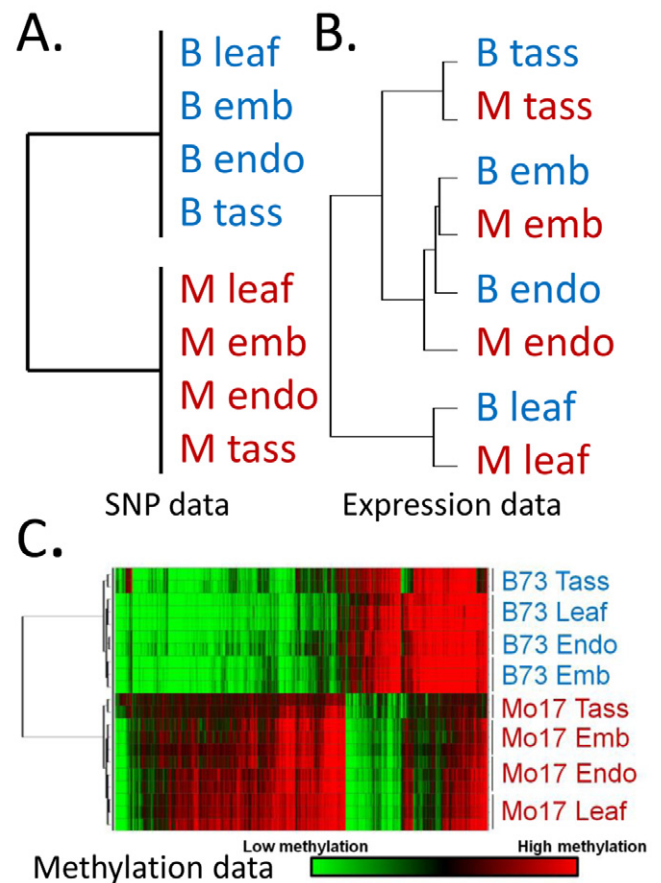 A.
B leaf
B emb
B endo
B tass
M leaf
M emb
M endo
M tass
SNP data
B.
B tass
M tass
B emb
M emb
B endo
M endo
B leaf
M leaf
Expression data
C.
B73 Tass
B73 Leaf
B73 Endo
B73 Emb
Mo17 Tass
Mo17 Emb
Mo17 Endo
Mo17 Leaf
Low methylation
High methylation
Methylation data